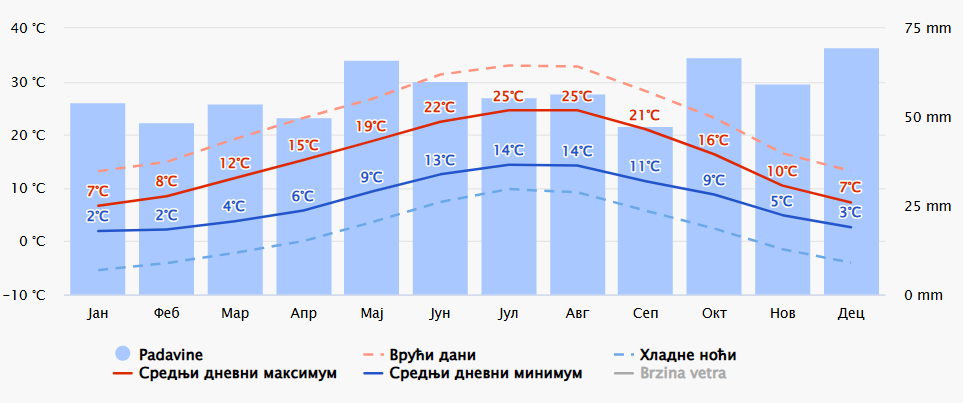 40 °C 75 mm
30 °C
25°C 25°C
22°C 21°C
20 °C 50 mm
19°C
15°C 16°C
12°C 13°C 14°C 14°C
10 °C 25 mm
7°C 8°C 9°C 11°C 9°C 10°C 7°C
2°C 2°C 4°C 6°C 5°C 3°C
0 °C
−10 °C 0 mm
Јан Феб Мар Апр Мај Јун Јул Авг Сеп Окт Нов Дец
Padavine Врући дани Хладне ноћи
Средњи дневни максимум Средњи дневни минимум Brzina vetra